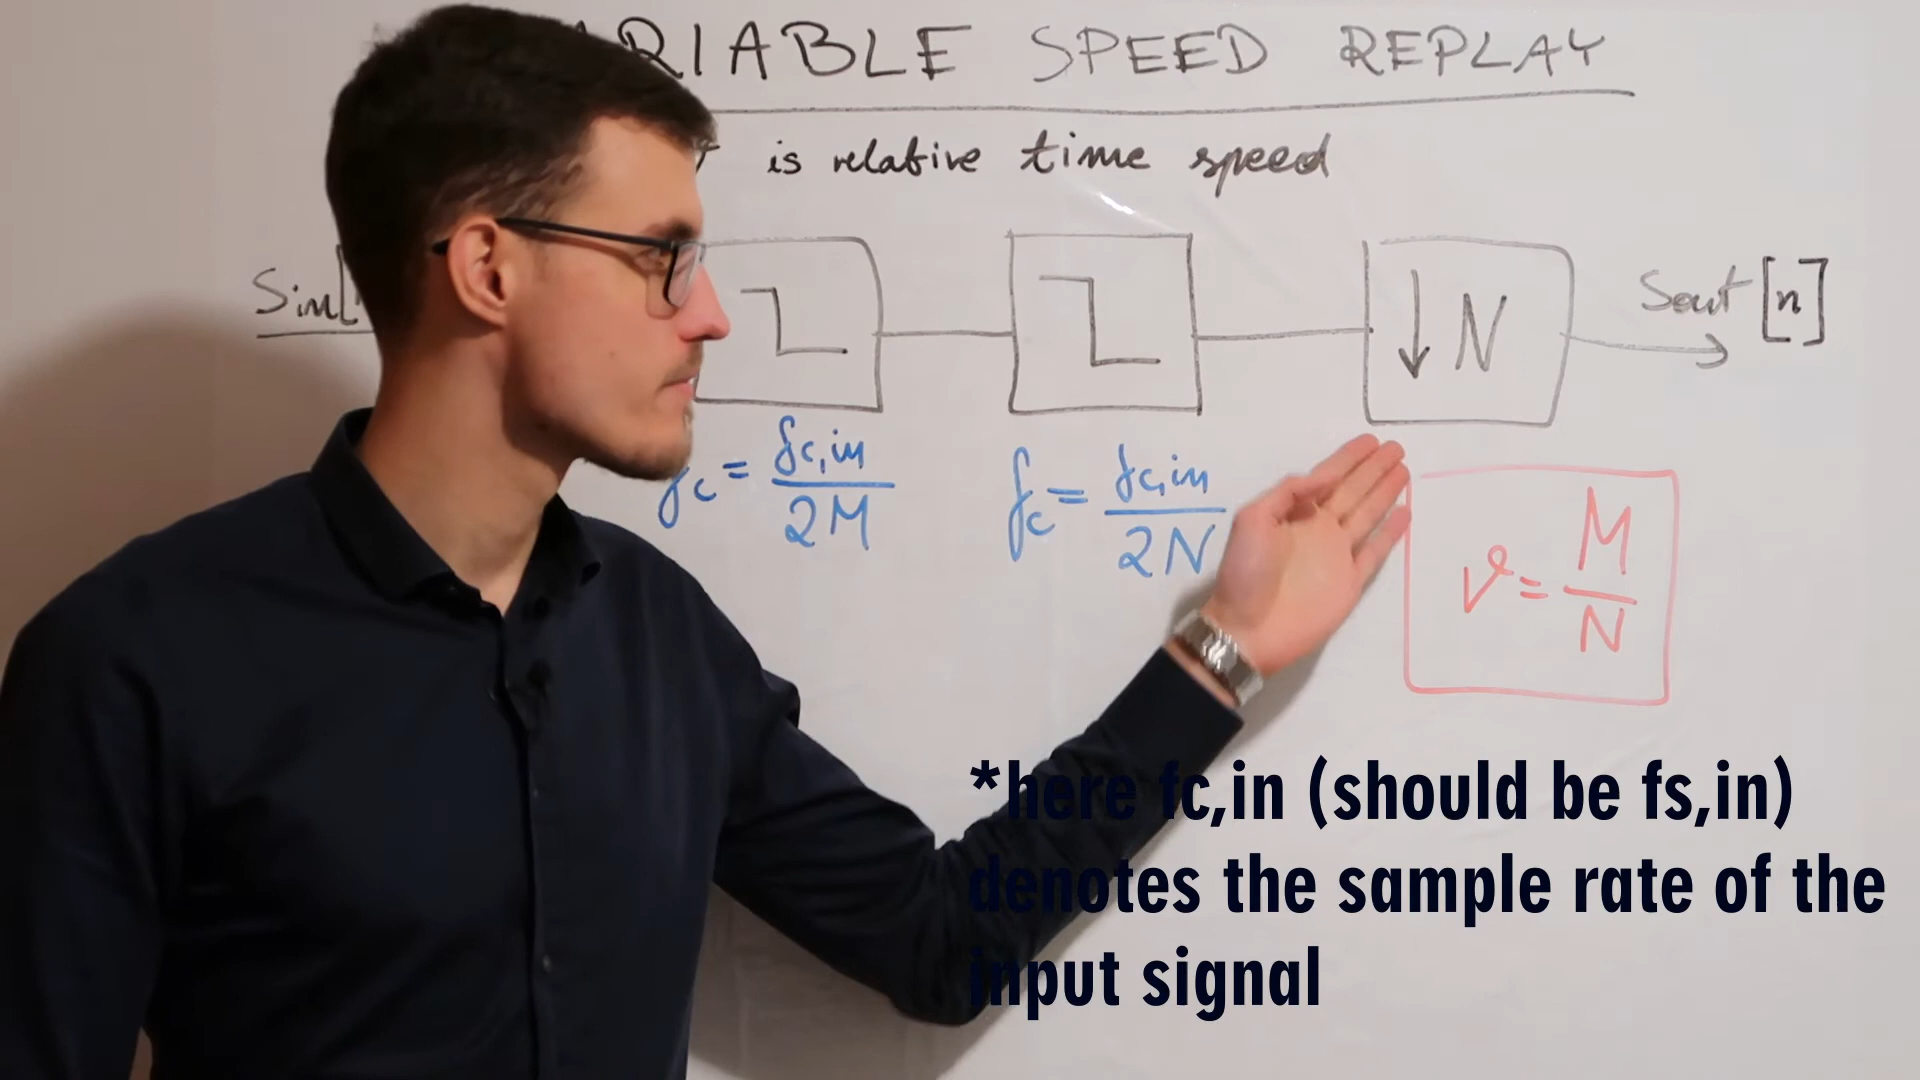 ARIABLE SPEED REPLAY
is relative time speed
Sin[
↓N
Sout [n]
fc = fc,in / 2M
fc = fc,in / 2N
v = M / N
*here fc,in (should be fs,in)
denotes the sample rate of the
input signal